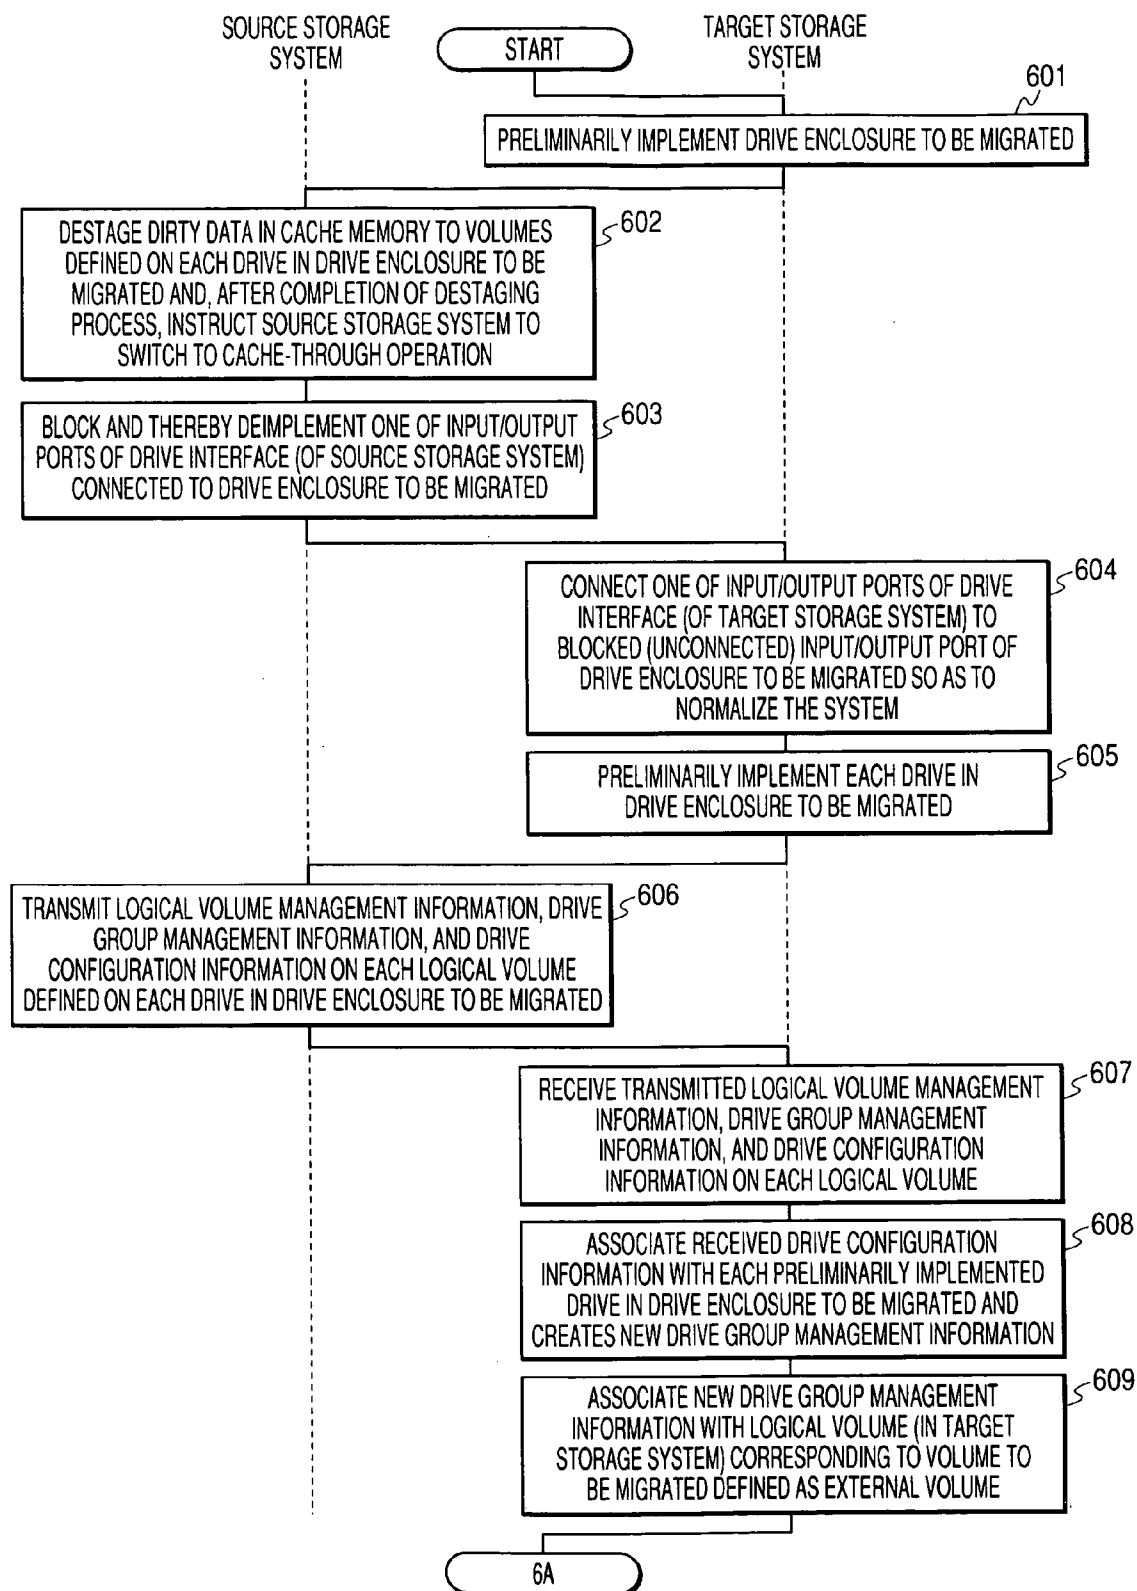 SOURCE STORAGE
SYSTEM
START
TARGET STORAGE
SYSTEM
601
PRELIMINARILY IMPLEMENT DRIVE ENCLOSURE TO BE MIGRATED
602
DESTAGE DIRTY DATA IN CACHE MEMORY TO VOLUMES
DEFINED ON EACH DRIVE IN DRIVE ENCLOSURE TO BE
MIGRATED AND, AFTER COMPLETION OF DESTAGING
PROCESS, INSTRUCT SOURCE STORAGE SYSTEM TO
SWITCH TO CACHE-THROUGH OPERATION
603
BLOCK AND THEREBY DEIMPLEMENT ONE OF INPUT/OUTPUT
PORTS OF DRIVE INTERFACE (OF SOURCE STORAGE SYSTEM)
CONNECTED TO DRIVE ENCLOSURE TO BE MIGRATED
604
CONNECT ONE OF INPUT/OUTPUT PORTS OF DRIVE
INTERFACE (OF TARGET STORAGE SYSTEM) TO
BLOCKED (UNCONNECTED) INPUT/OUTPUT PORT OF
DRIVE ENCLOSURE TO BE MIGRATED SO AS TO
NORMALIZE THE SYSTEM
605
PRELIMINARILY IMPLEMENT EACH DRIVE IN
DRIVE ENCLOSURE TO BE MIGRATED
606
TRANSMIT LOGICAL VOLUME MANAGEMENT INFORMATION, DRIVE
GROUP MANAGEMENT INFORMATION, AND DRIVE
CONFIGURATION INFORMATION ON EACH LOGICAL VOLUME
DEFINED ON EACH DRIVE IN DRIVE ENCLOSURE TO BE MIGRATED
607
RECEIVE TRANSMITTED LOGICAL VOLUME MANAGEMENT
INFORMATION, DRIVE GROUP MANAGEMENT
INFORMATION, AND DRIVE CONFIGURATION
INFORMATION ON EACH LOGICAL VOLUME
608
ASSOCIATE RECEIVED DRIVE CONFIGURATION
INFORMATION WITH EACH PRELIMINARILY IMPLEMENTED
DRIVE IN DRIVE ENCLOSURE TO BE MIGRATED AND
CREATES NEW DRIVE GROUP MANAGEMENT INFORMATION
609
ASSOCIATE NEW DRIVE GROUP MANAGEMENT
INFORMATION WITH LOGICAL VOLUME (IN TARGET
STORAGE SYSTEM) CORRESPONDING TO VOLUME TO
BE MIGRATED DEFINED AS EXTERNAL VOLUME
6A